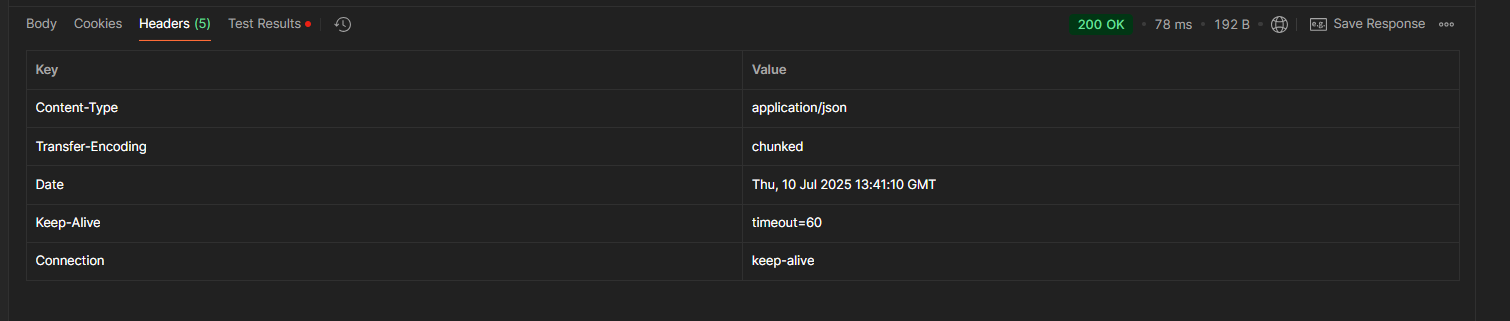 Body Cookies Headers (5) Test Results 200 OK • 78 ms • 192 B • e.g. Save Response
Key Value
Content-Type application/json
Transfer-Encoding chunked
Date Thu, 10 Jul 2025 13:41:10 GMT
Keep-Alive timeout=60
Connection keep-alive